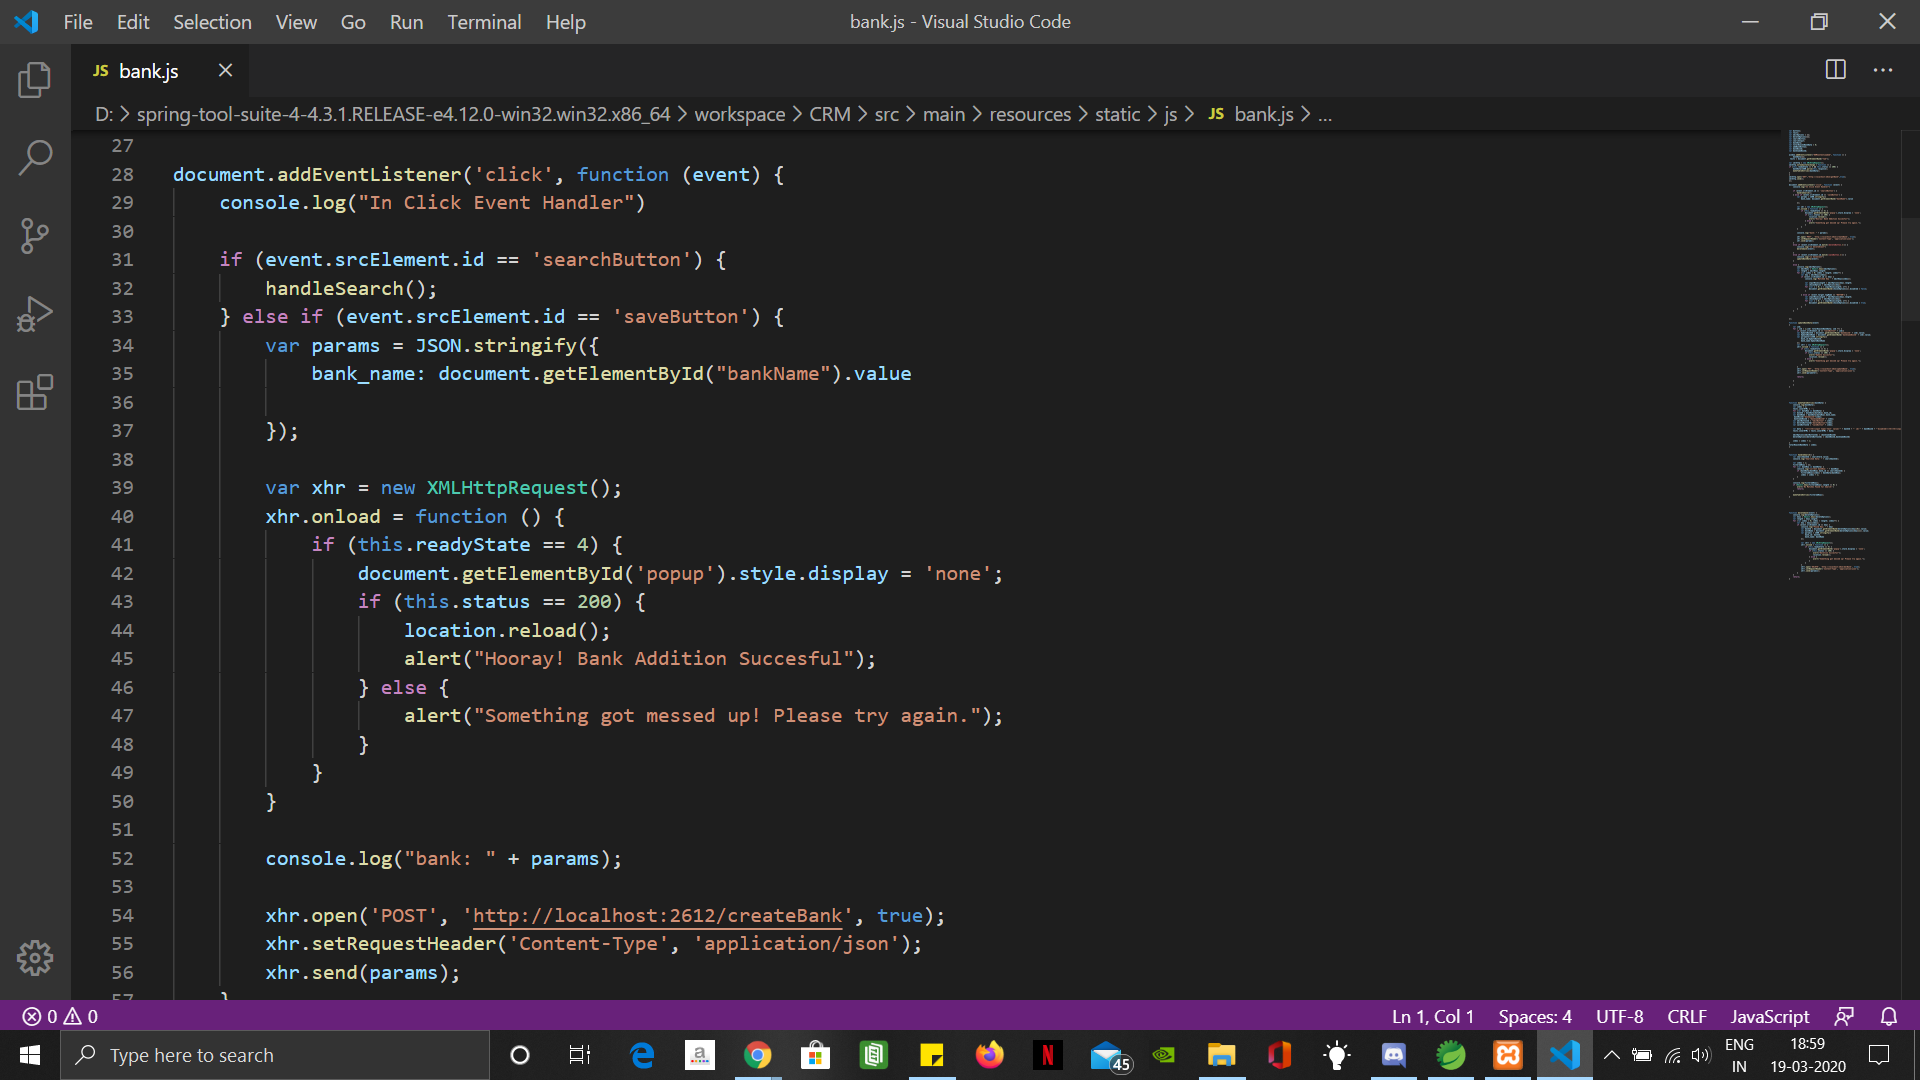 File Edit Selection View Go Run Terminal Help
bank.js - Visual Studio Code
JS bank.js
D: > spring-tool-suite-4-4.3.1.RELEASE-e4.12.0-win32.win32.x86_64 > workspace > CRM > src > main > resources > static > js > JS bank.js > ...
27
28 document.addEventListener('click', function (event) {
29 console.log("In Click Event Handler")
30
31 if (event.srcElement.id == 'searchButton') {
32 handleSearch();
33 } else if (event.srcElement.id == 'saveButton') {
34 var params = JSON.stringify({
35 bank_name: document.getElementById("bankName").value
36
37 });
38
39 var xhr = new XMLHttpRequest();
40 xhr.onload = function () {
41 if (this.readyState == 4) {
42 document.getElementById('popup').style.display = 'none';
43 if (this.status == 200) {
44 location.reload();
45 alert("Hooray! Bank Addition Succesful");
46 } else {
47 alert("Something got messed up! Please try again.");
48 }
49 }
50 }
51
52 console.log("bank: " + params);
53
54 xhr.open('POST', 'http://localhost:2612/createBank', true);
55 xhr.setRequestHeader('Content-Type', 'application/json');
56 xhr.send(params);
57 }
0 0
Ln 1, Col 1 Spaces: 4 UTF-8 CRLF JavaScript
Type here to search
a
N
45
ENG
IN
18:59
19-03-2020